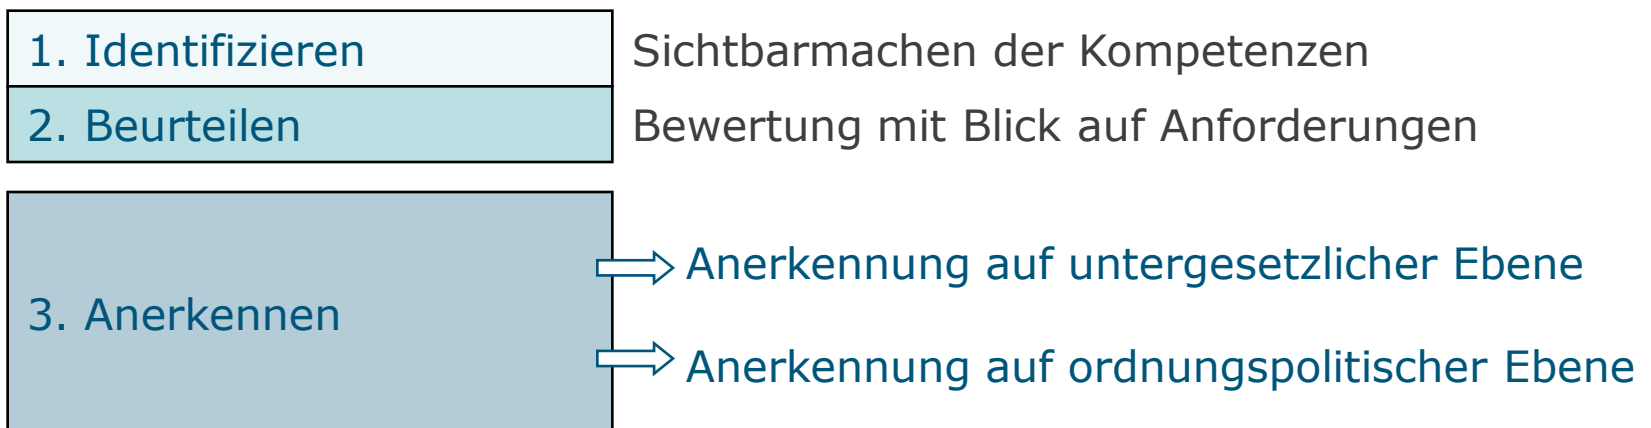 1. Identifizieren
Sichtbarmachen der Kompetenzen
2. Beurteilen
Bewertung mit Blick auf Anforderungen
3. Anerkennen
Anerkennung auf untergesetzlicher Ebene
Anerkennung auf ordnungspolitischer Ebene